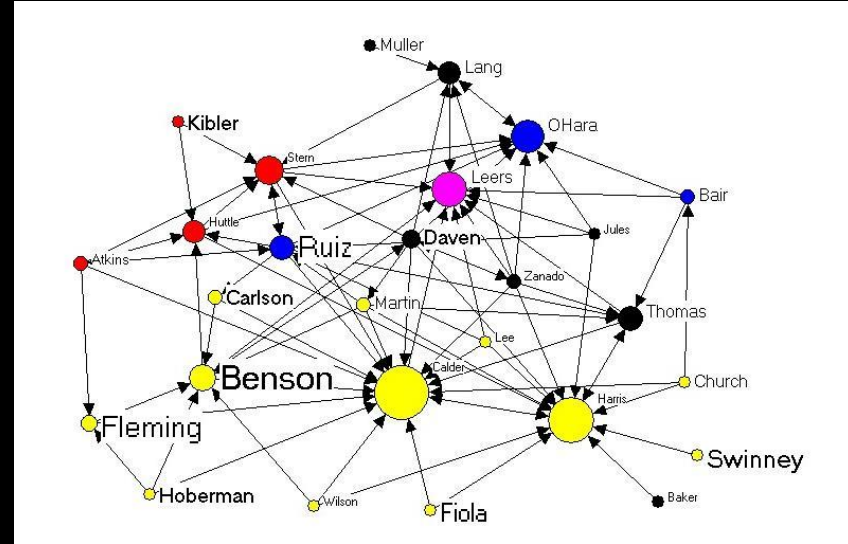 Muller
Lang
Kibler
OHara
Stern
Leers
Bair
Huttle
Ruiz
Daven
Jules
Atkins
Zanado
Carlson
Martin
Thomas
Lee
Benson
Calder
Church
Harris
Fleming
Swinney
Hoberman
Wilson
Fiola
Baker